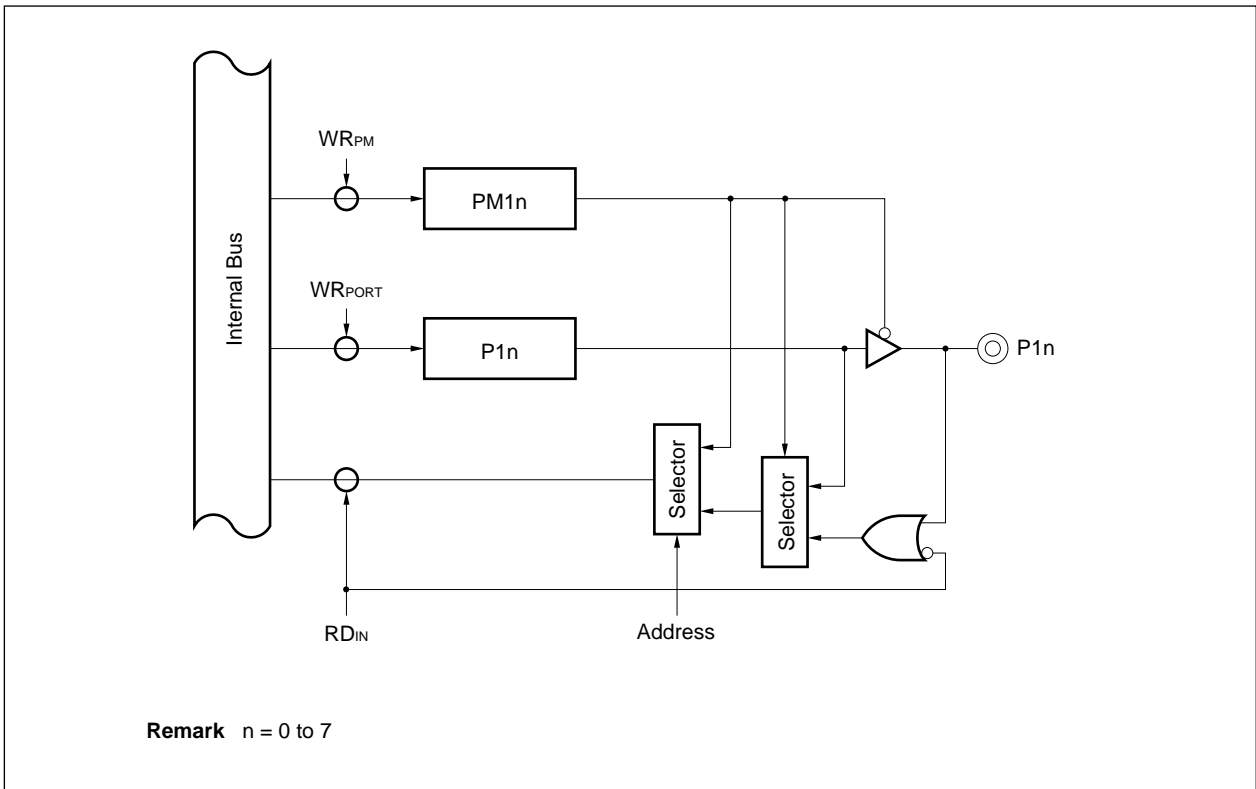 WRPM
PM1n
Internal Bus
WRPORT
P1n
P1n
Selector
Selector
RDIN
Address
Remark n = 0 to 7